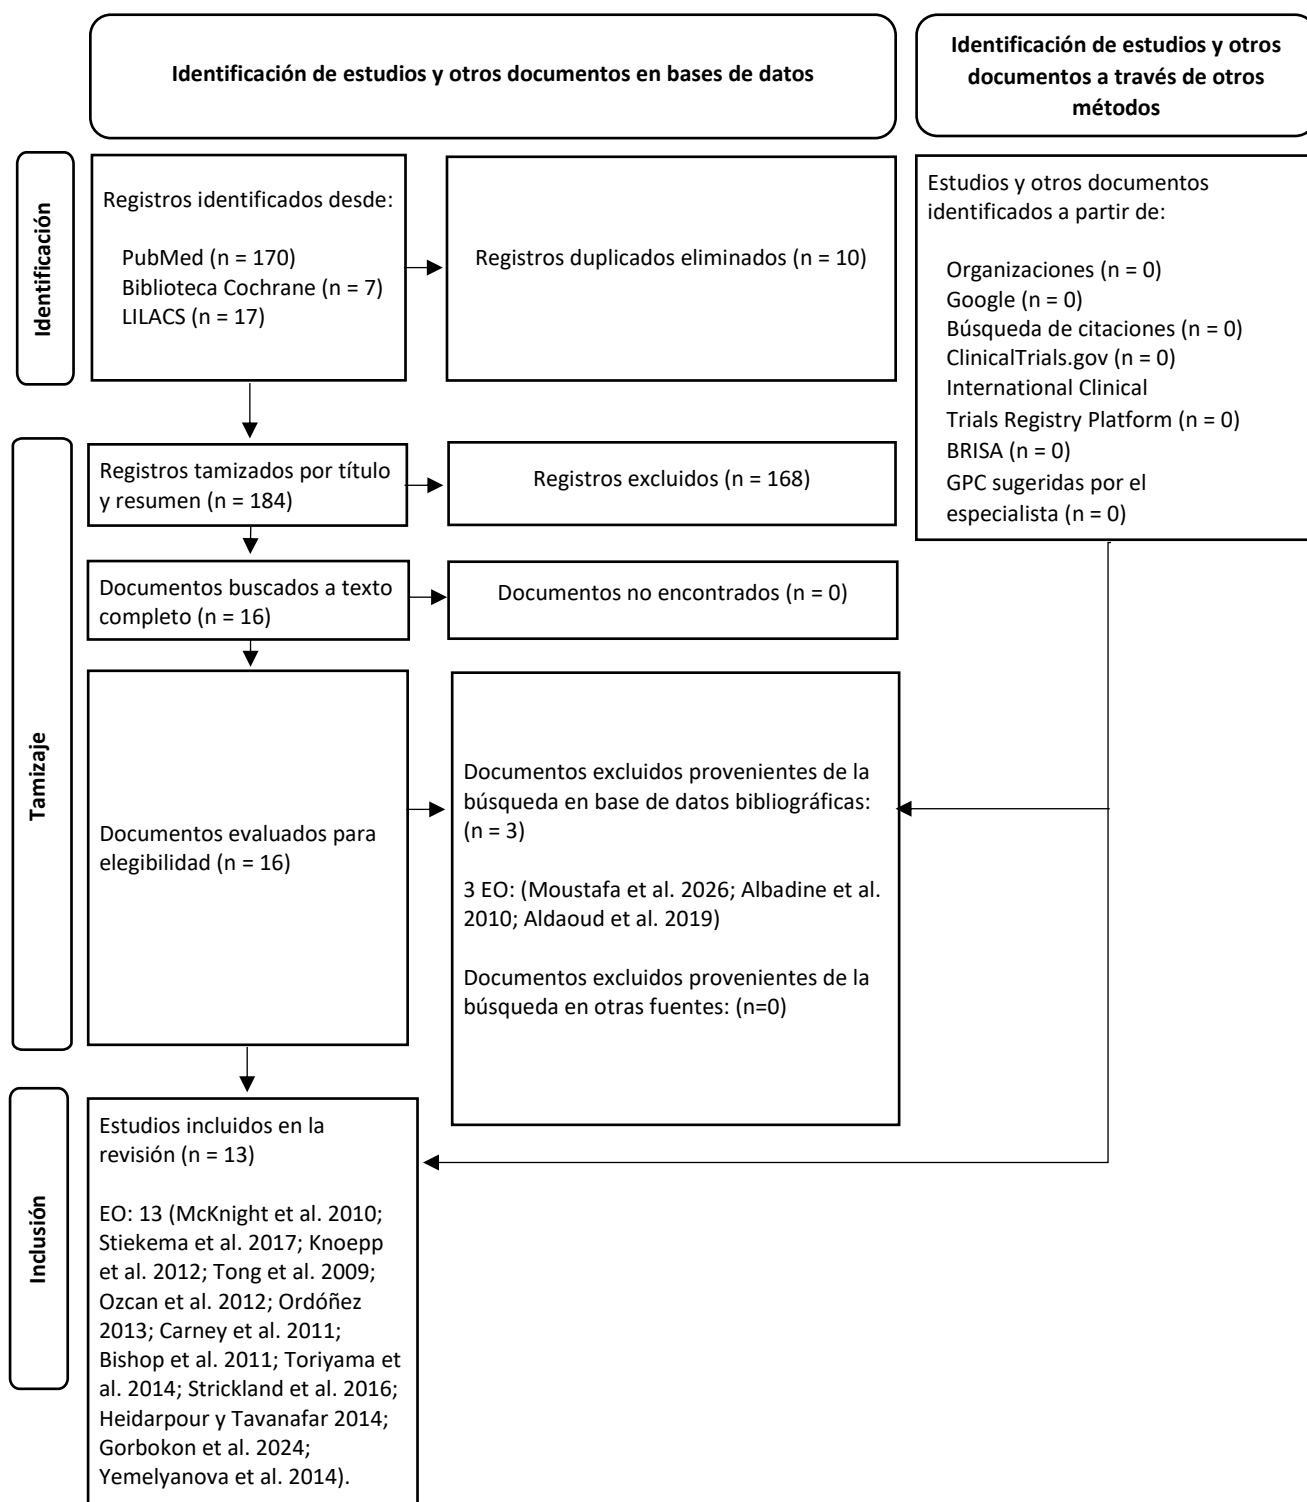 Identificación de estudios y otros documentos en bases de datos
Identificación de estudios y otros
documentos a través de otros
métodos
Identificación
Registros identificados desde:
PubMed (n = 170)
Biblioteca Cochrane (n = 7)
LILACS (n = 17)
Registros duplicados eliminados (n = 10)
Estudios y otros documentos
identificados a partir de:
Organizaciones (n = 0)
Google (n = 0)
Búsqueda de citaciones (n = 0)
ClinicalTrials.gov (n = 0)
International Clinical
Trials Registry Platform (n = 0)
BRISA (n = 0)
GPC sugeridas por el
especialista (n = 0)
Tamizaje
Registros tamizados por título
y resumen (n = 184)
Registros excluidos (n = 168)
Documentos buscados a texto
completo (n = 16)
Documentos no encontrados (n = 0)
Documentos evaluados para
elegibilidad (n = 16)
Documentos excluidos provenientes de la
búsqueda en base de datos bibliográficas:
(n = 3)
3 EO: (Moustafa et al. 2026; Albadine et al.
2010; Aldaoud et al. 2019)
Documentos excluidos provenientes de la
búsqueda en otras fuentes: (n=0)
Inclusión
Estudios incluidos en la
revisión (n = 13)
EO: 13 (McKnight et al. 2010;
Stiekema et al. 2017; Knoepp
et al. 2012; Tong et al. 2009;
Ozcan et al. 2012; Ordóñez
2013; Carney et al. 2011;
Bishop et al. 2011; Toriyama et
al. 2014; Strickland et al. 2016;
Heidarpour y Tavanafar 2014;
Gorbokon et al. 2024;
Yemelyanova et al. 2014).